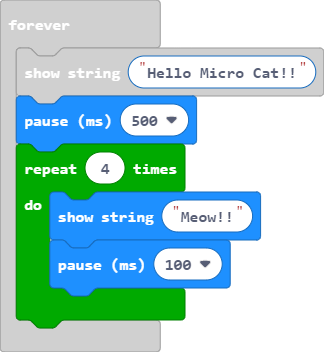 forever
show string "Hello Micro Cat!!"
pause (ms) 500
repeat 4 times
do
show string "Meow!!"
pause (ms) 100